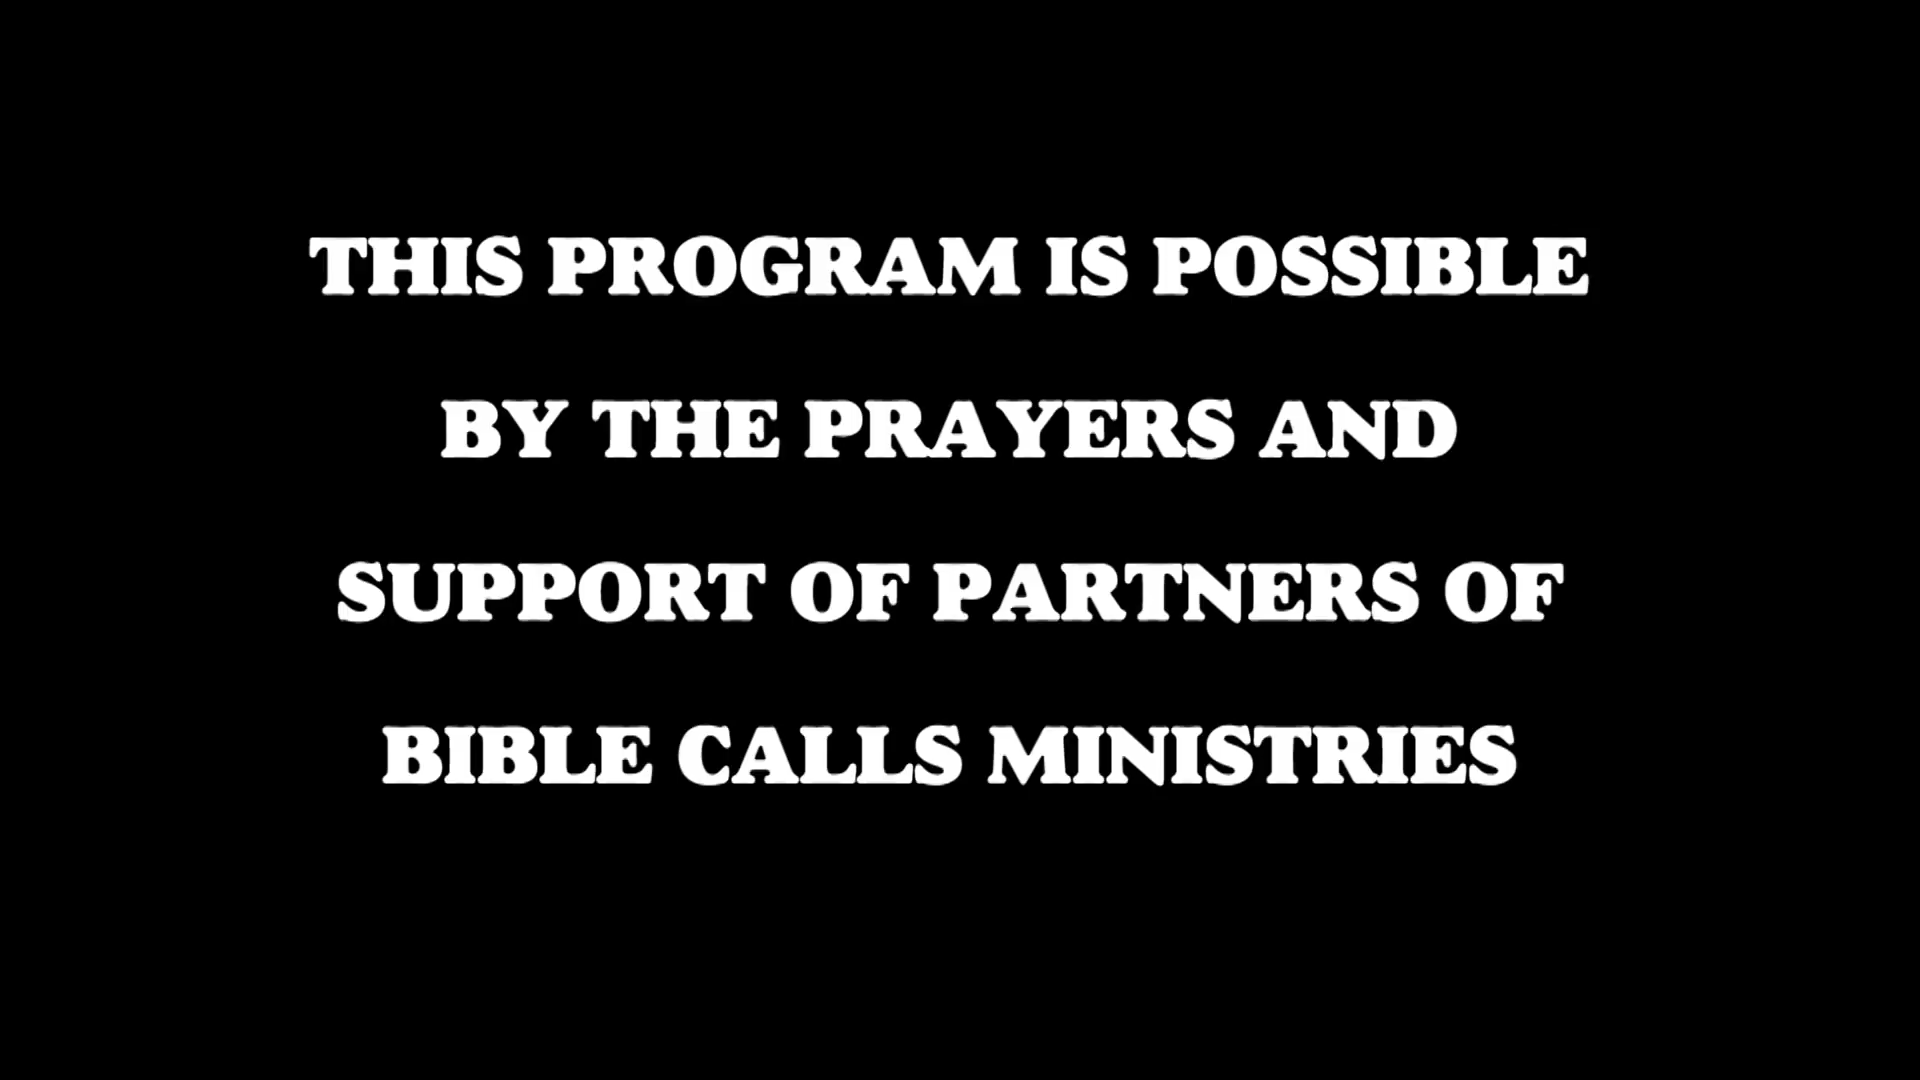 THIS PROGRAM IS POSSIBLE
BY THE PRAYERS AND
SUPPORT OF PARTNERS OF
BIBLE CALLS MINISTRIES